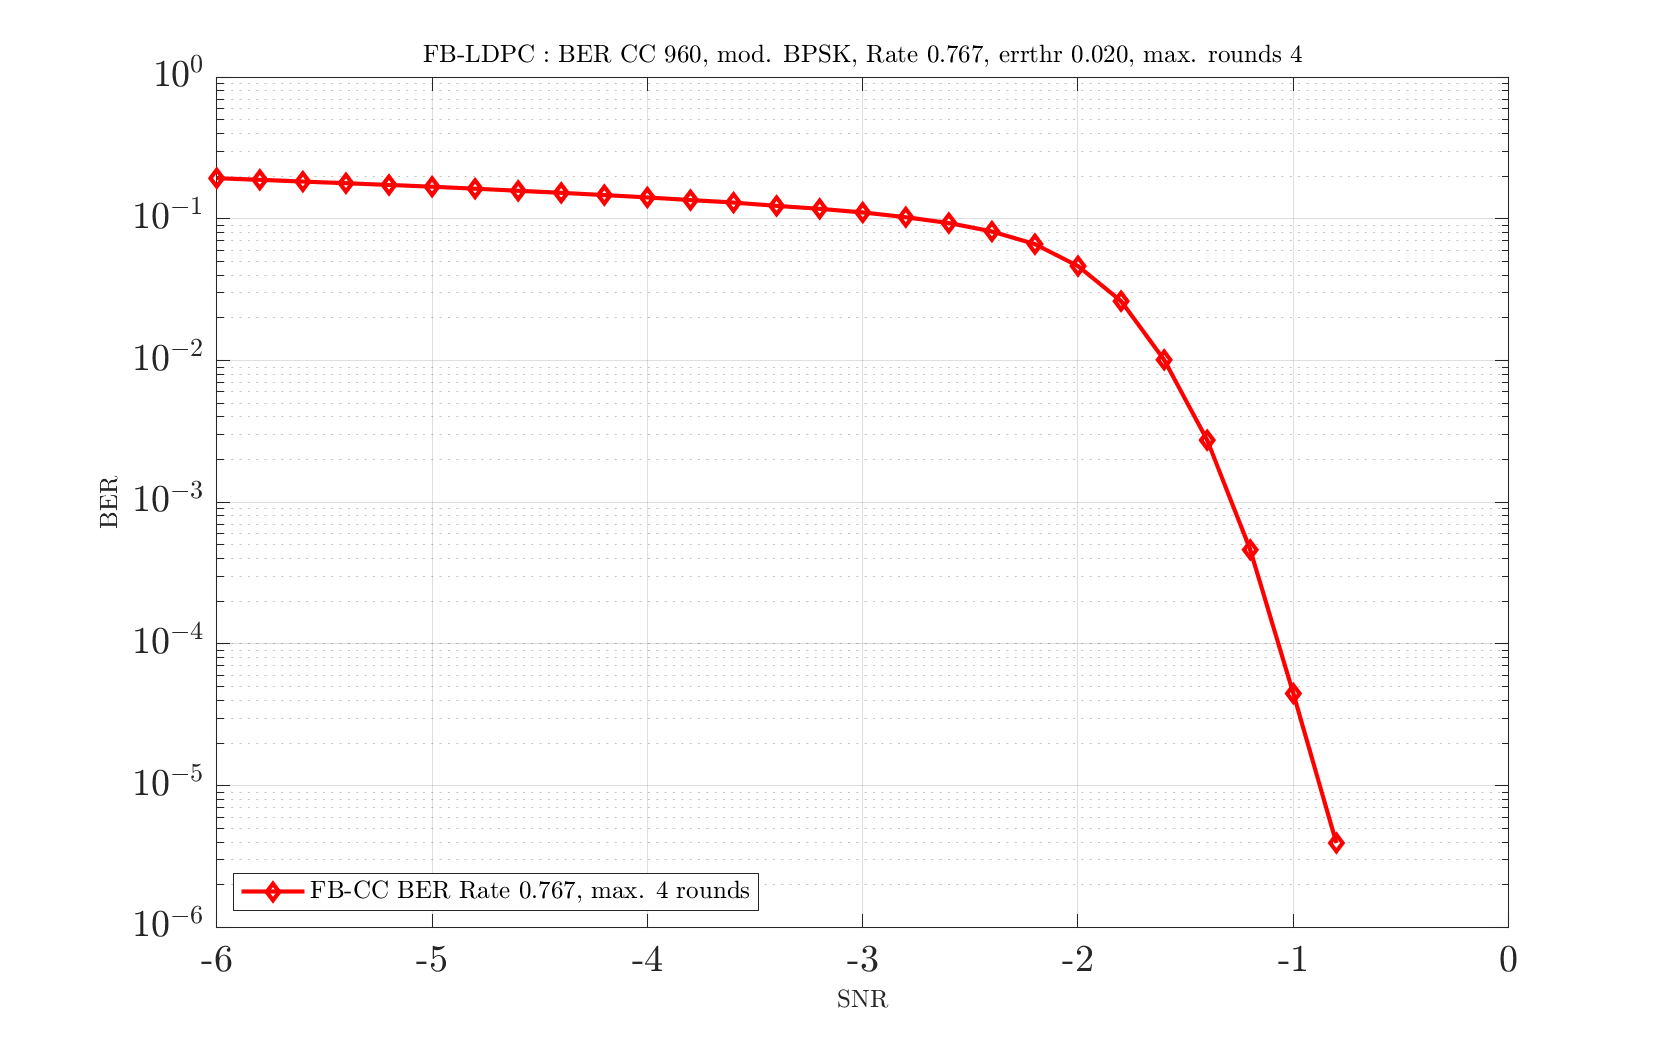 FB-LDPC : BER CC 960, mod. BPSK, Rate 0.767, errthr 0.020, max. rounds 4
10^0
10^-1
10^-2
10^-3
10^-4
10^-5
10^-6
BER
FB-CC BER Rate 0.767, max. 4 rounds
-6 -5 -4 -3 -2 -1 0
SNR